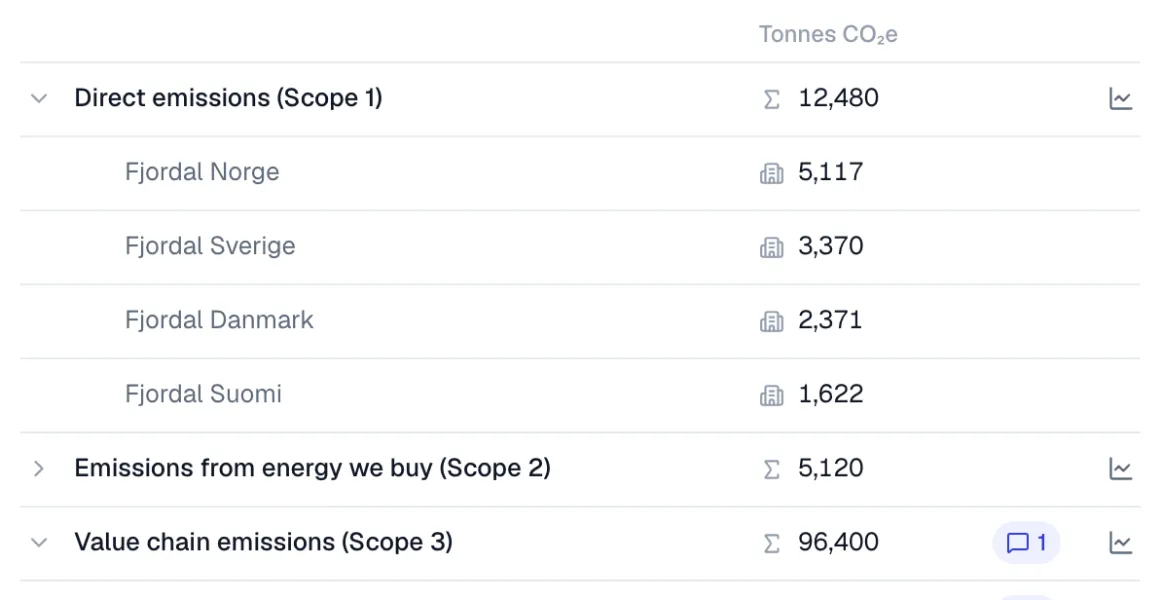 Tonnes CO₂e
Direct emissions (Scope 1) Σ 12,480
Fjordal Norge 5,117
Fjordal Sverige 3,370
Fjordal Danmark 2,371
Fjordal Suomi 1,622
Emissions from energy we buy (Scope 2) Σ 5,120
Value chain emissions (Scope 3) Σ 96,400 1